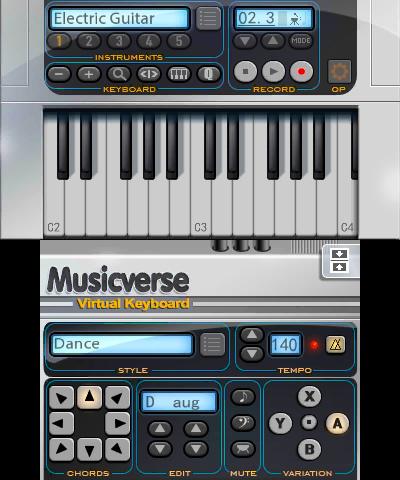 Electric Guitar
02. 3
1 2 3 4 5
MODE
INSTRUMENTS
KEYBOARD
RECORD
OP
C2
C3
C4
Musicverse
Virtual Keyboard
Dance
140
STYLE
TEMPO
D aug
X
Y
A
B
CHORDS
EDIT
MUTE
VARIATION